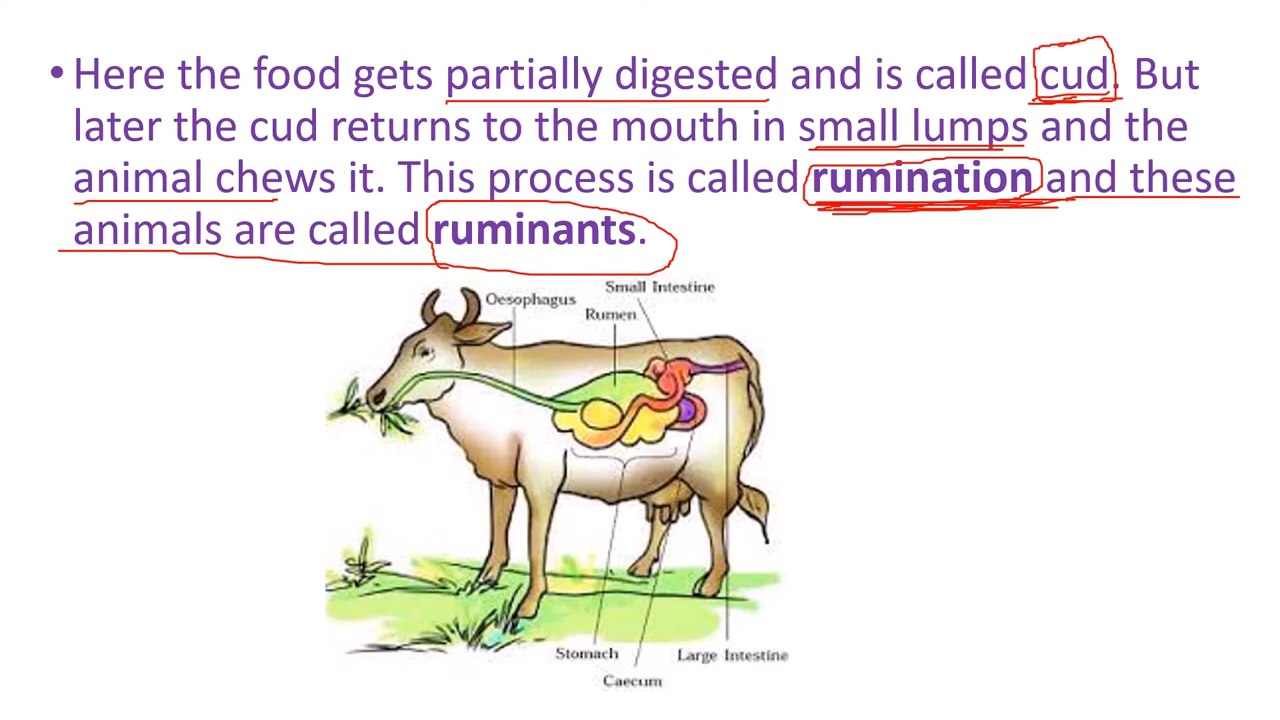 • Here the food gets partially digested and is called cud. But
later the cud returns to the mouth in small lumps and the
animal chews it. This process is called rumination and these
animals are called ruminants.
Small Intestine
Oesophagus
Rumen
Stomach
Large Intestine
Caecum